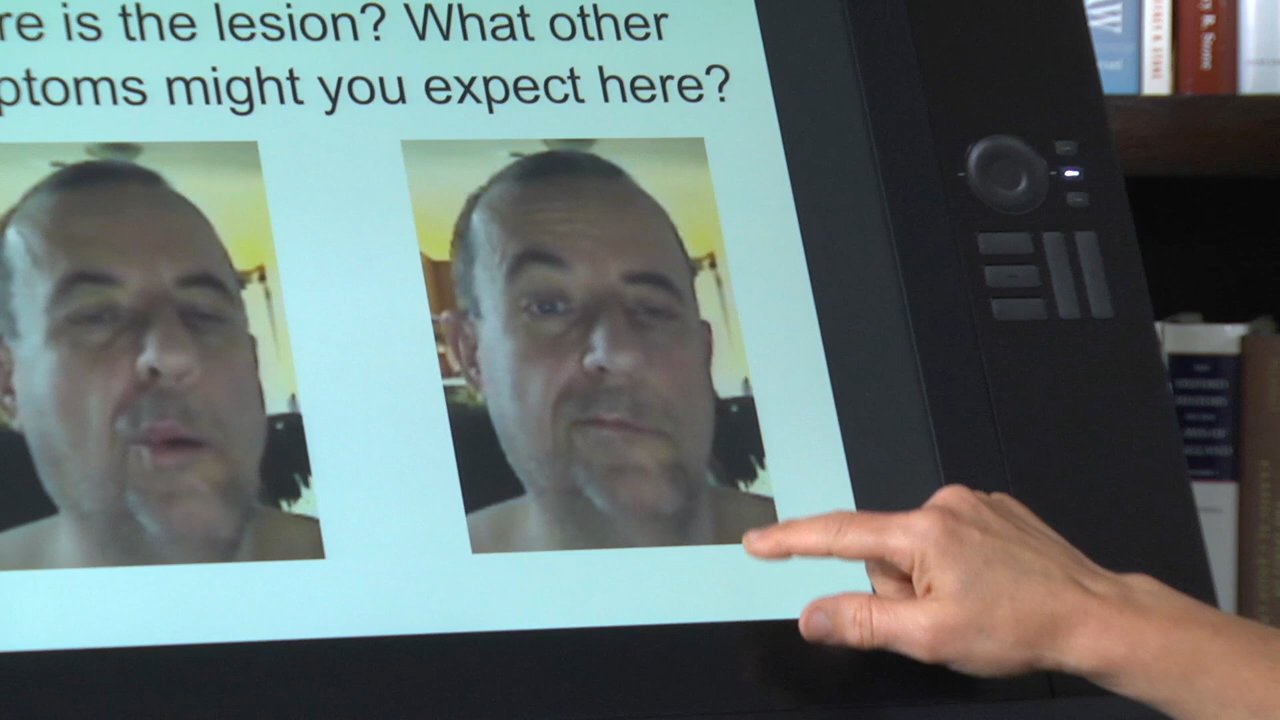 re is the lesion? What other
ptoms might you expect here?